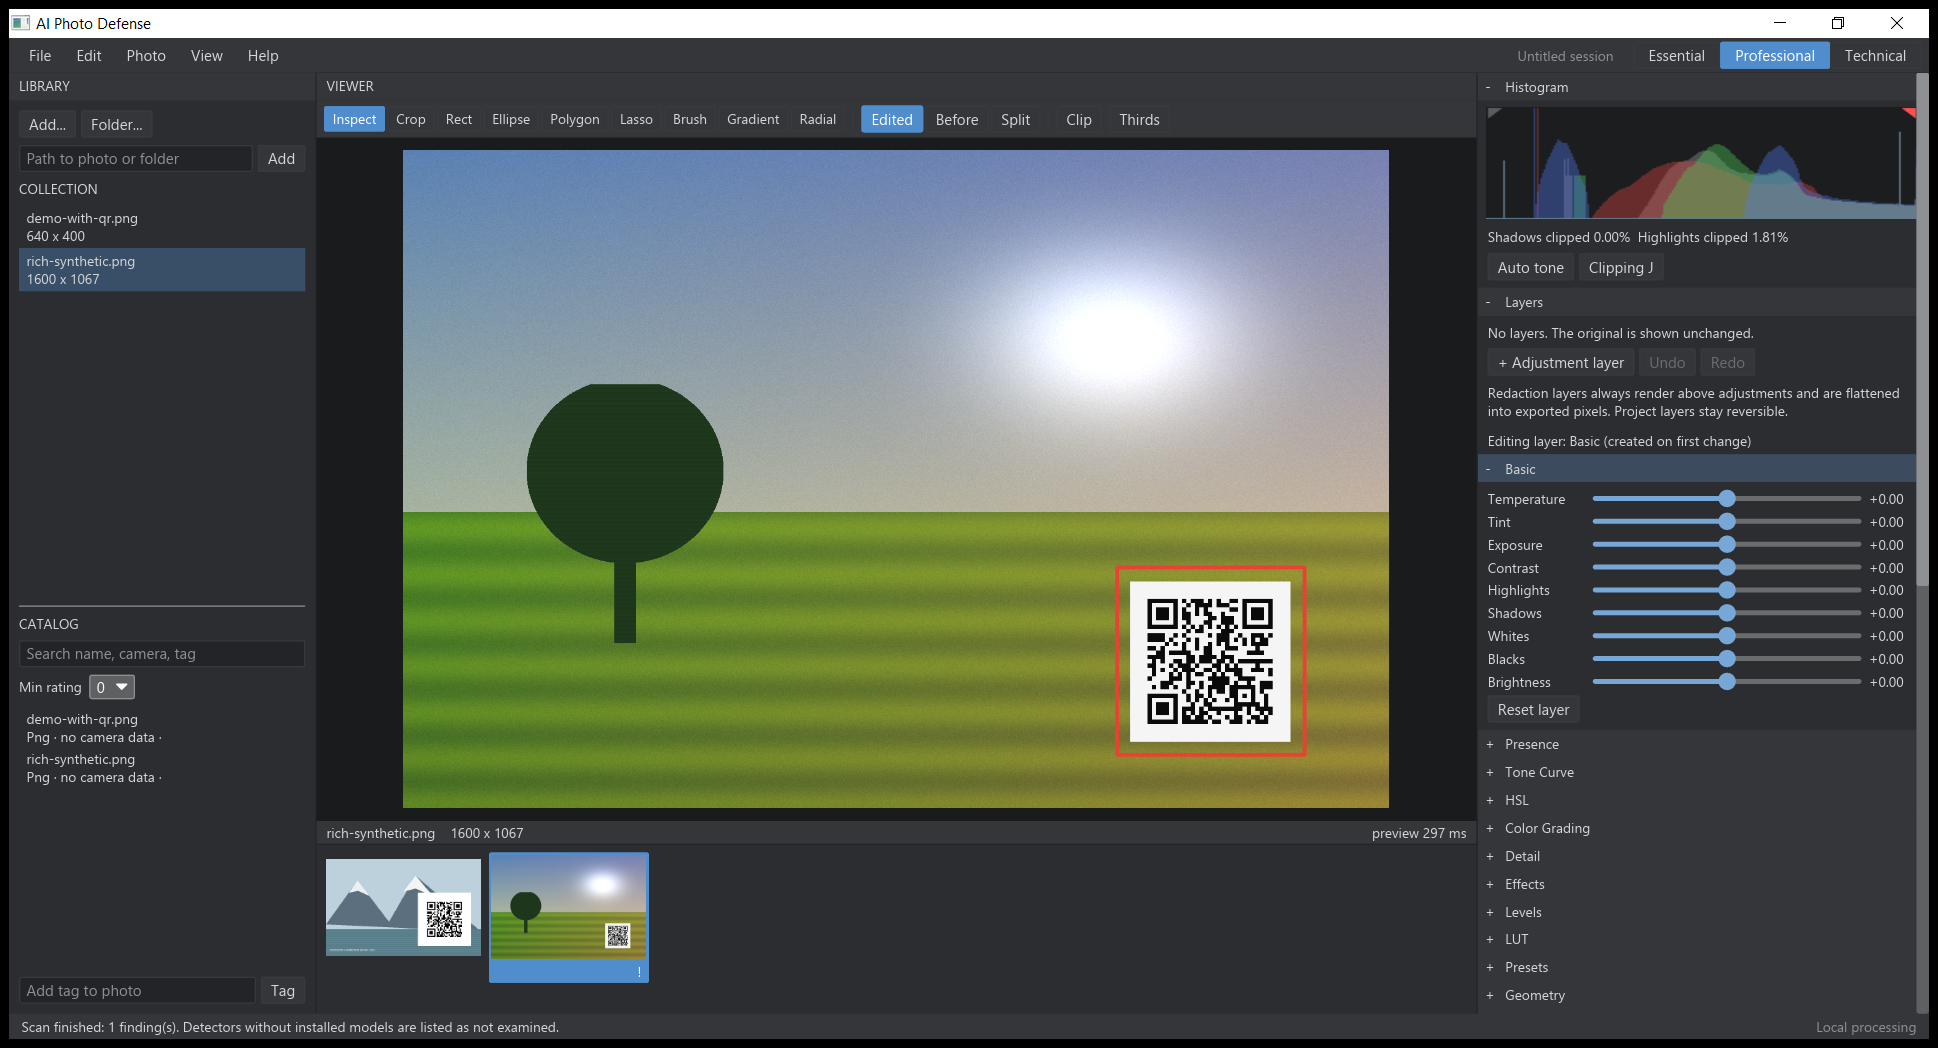 AI Photo Defense
File Edit Photo View Help
Untitled session Essential Professional Technical
LIBRARY
Add... Folder...
Path to photo or folder Add
COLLECTION
demo-with-qr.png
640 x 400
rich-synthetic.png
1600 x 1067
CATALOG
Search name, camera, tag
Min rating 0
demo-with-qr.png
Png · no camera data ·
rich-synthetic.png
Png · no camera data ·
Add tag to photo Tag
VIEWER
Inspect Crop Rect Ellipse Polygon Lasso Brush Gradient Radial Edited Before Split Clip Thirds
rich-synthetic.png 1600 x 1067 preview 297 ms
!
- Histogram
Shadows clipped 0.00% Highlights clipped 1.81%
Auto tone Clipping J
- Layers
No layers. The original is shown unchanged.
+ Adjustment layer Undo Redo
Redaction layers always render above adjustments and are flattened
into exported pixels. Project layers stay reversible.
Editing layer: Basic (created on first change)
- Basic
Temperature +0.00
Tint +0.00
Exposure +0.00
Contrast +0.00
Highlights +0.00
Shadows +0.00
Whites +0.00
Blacks +0.00
Brightness +0.00
Reset layer
+ Presence
+ Tone Curve
+ HSL
+ Color Grading
+ Detail
+ Effects
+ Levels
+ LUT
+ Presets
+ Geometry
Scan finished: 1 finding(s). Detectors without installed models are listed as not examined.
Local processing